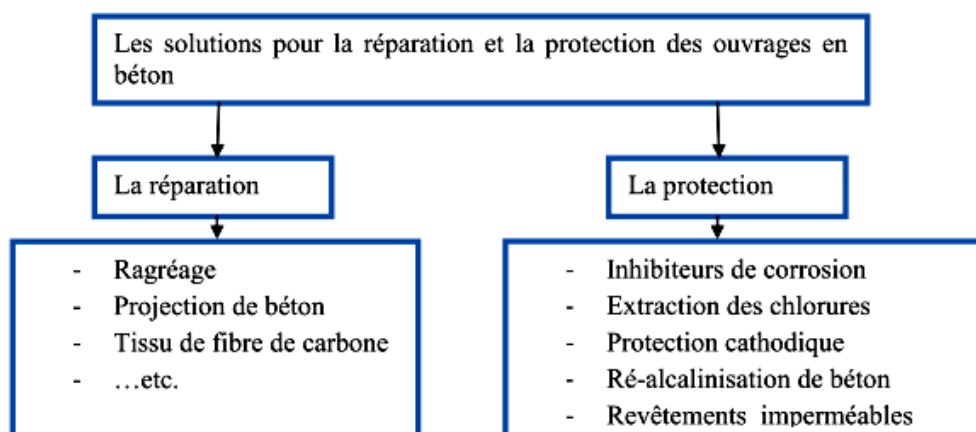 Les solutions pour la réparation et la protection des ouvrages en
béton
La réparation
- Ragréage
- Projection de béton
- Tissu de fibre de carbone
- …etc.
La protection
- Inhibiteurs de corrosion
- Extraction des chlorures
- Protection cathodique
- Ré-alcalinisation de béton
- Revêtements imperméables